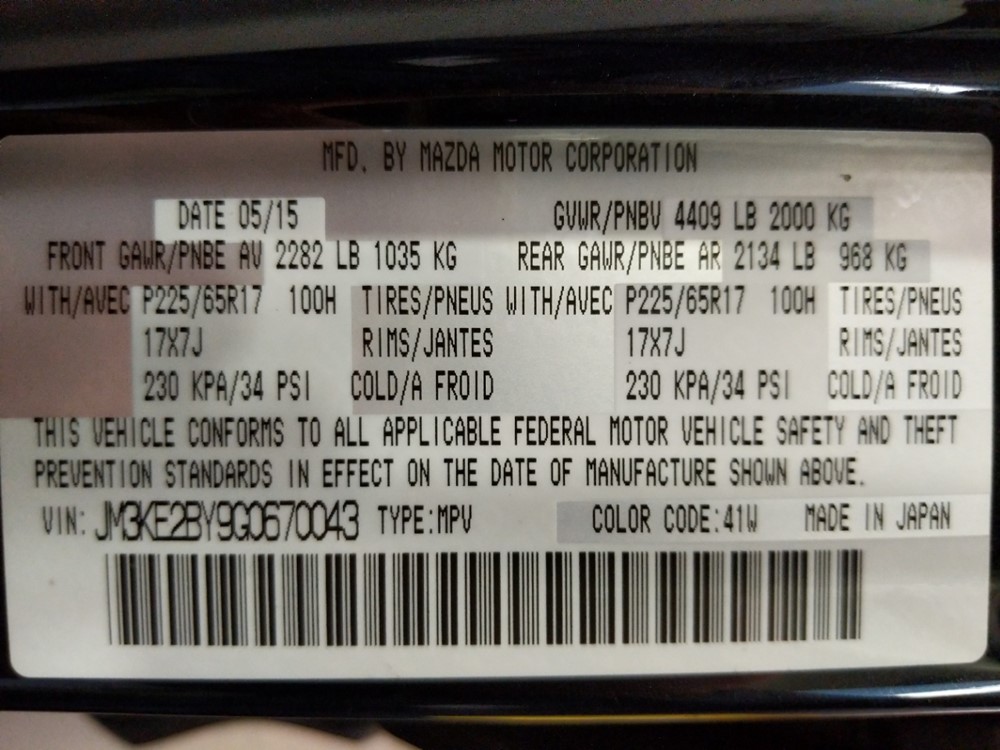 MFD. BY MAZDA MOTOR CORPORATION
DATE 05/15 GVWR/PNBV 4409 LB 2000 KG
FRONT GAWR/PNBE AV 2282 LB 1035 KG REAR GAWR/PNBE AR 2134 LB 968 KG
WITH/AVEC P225/65R17 100H TIRES/PNEUS WITH/AVEC P225/65R17 100H TIRES/PNEUS
17X7J RIMS/JANTES 17X7J RIMS/JANTES
230 KPA/34 PSI COLD/A FROID 230 KPA/34 PSI COLD/A FROID
THIS VEHICLE CONFORMS TO ALL APPLICABLE FEDERAL MOTOR VEHICLE SAFETY AND THEFT
PREVENTION STANDARDS IN EFFECT ON THE DATE OF MANUFACTURE SHOWN ABOVE.
VIN: JM3KE2BY9G0670043 TYPE:MPV COLOR CODE:41W MADE IN JAPAN